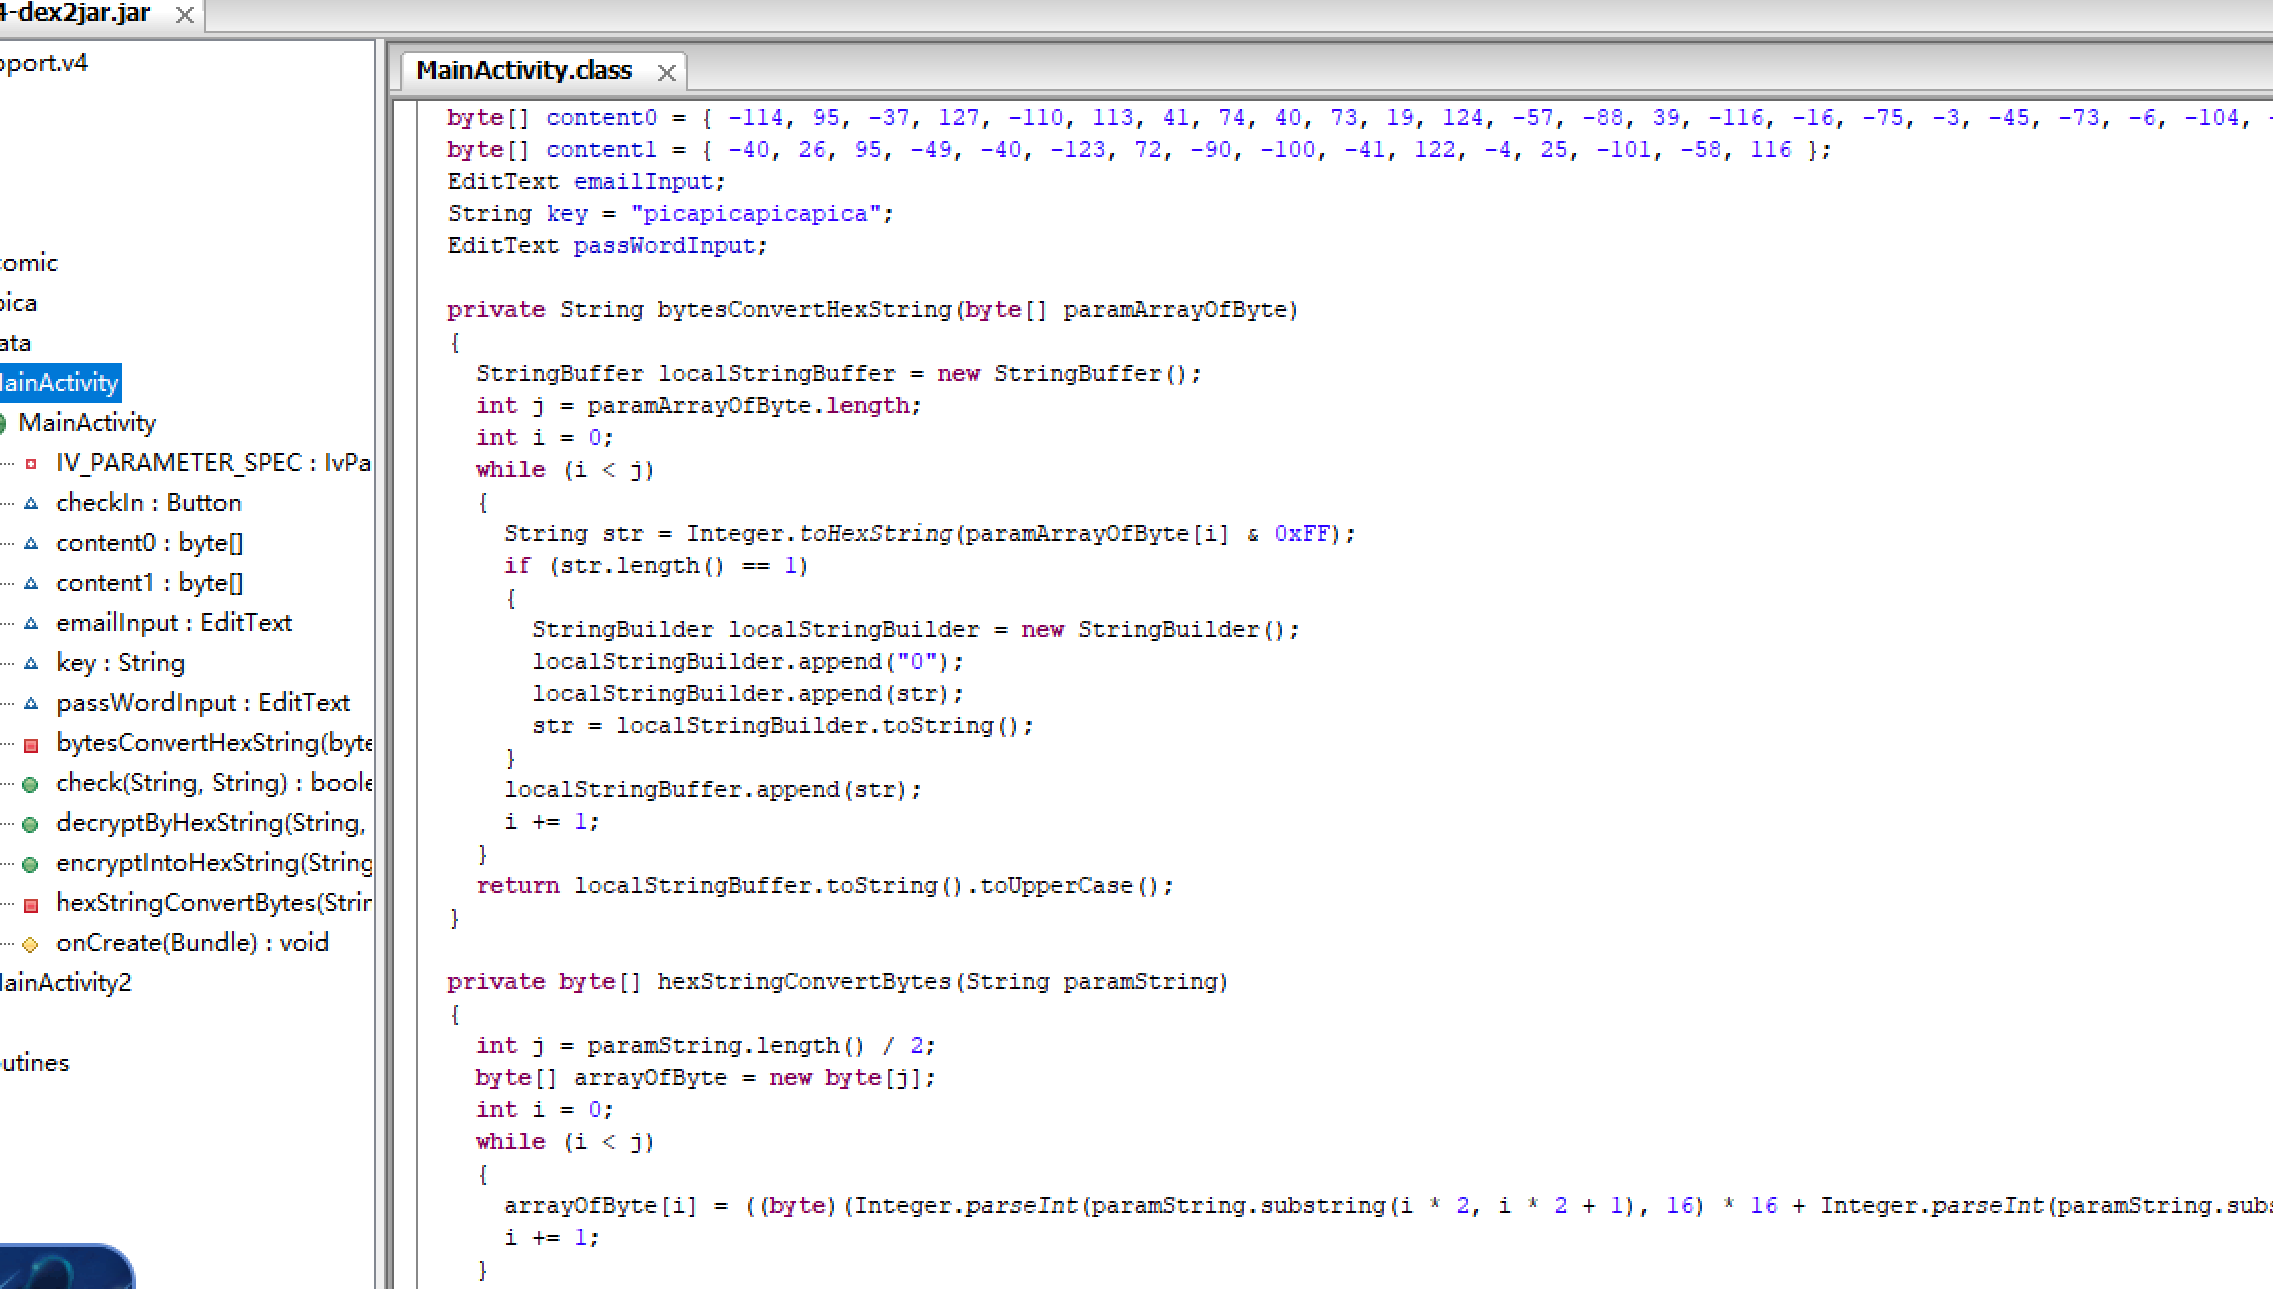 4-dex2jar.jar
pport.v4
omic
pica
ata
MainActivity
MainActivity
IV_PARAMETER_SPEC : IvPa
checkIn : Button
content0 : byte[]
content1 : byte[]
emailInput : EditText
key : String
passWordInput : EditText
bytesConvertHexString(byte
check(String, String) : boole
decryptByHexString(String,
encryptIntoHexString(String
hexStringConvertBytes(Strin
onCreate(Bundle) : void
MainActivity2
outines
MainActivity.class
byte[] content0 = { -114, 95, -37, 127, -110, 113, 41, 74, 40, 73, 19, 124, -57, -88, 39, -116, -16, -75, -3, -45, -73, -6, -104, -
byte[] content1 = { -40, 26, 95, -49, -40, -123, 72, -90, -100, -41, 122, -4, 25, -101, -58, 116 };
EditText emailInput;
String key = "picapicapicapica";
EditText passWordInput;
private String bytesConvertHexString(byte[] paramArrayOfByte)
{
StringBuffer localStringBuffer = new StringBuffer();
int j = paramArrayOfByte.length;
int i = 0;
while (i < j)
{
String str = Integer.toHexString(paramArrayOfByte[i] & 0xFF);
if (str.length() == 1)
{
StringBuilder localStringBuilder = new StringBuilder();
localStringBuilder.append("0");
localStringBuilder.append(str);
str = localStringBuilder.toString();
}
localStringBuffer.append(str);
i += 1;
}
return localStringBuffer.toString().toUpperCase();
}
private byte[] hexStringConvertBytes(String paramString)
{
int j = paramString.length() / 2;
byte[] arrayOfByte = new byte[j];
int i = 0;
while (i < j)
{
arrayOfByte[i] = ((byte)(Integer.parseInt(paramString.substring(i * 2, i * 2 + 1), 16) * 16 + Integer.parseInt(paramString.subs
i += 1;
}